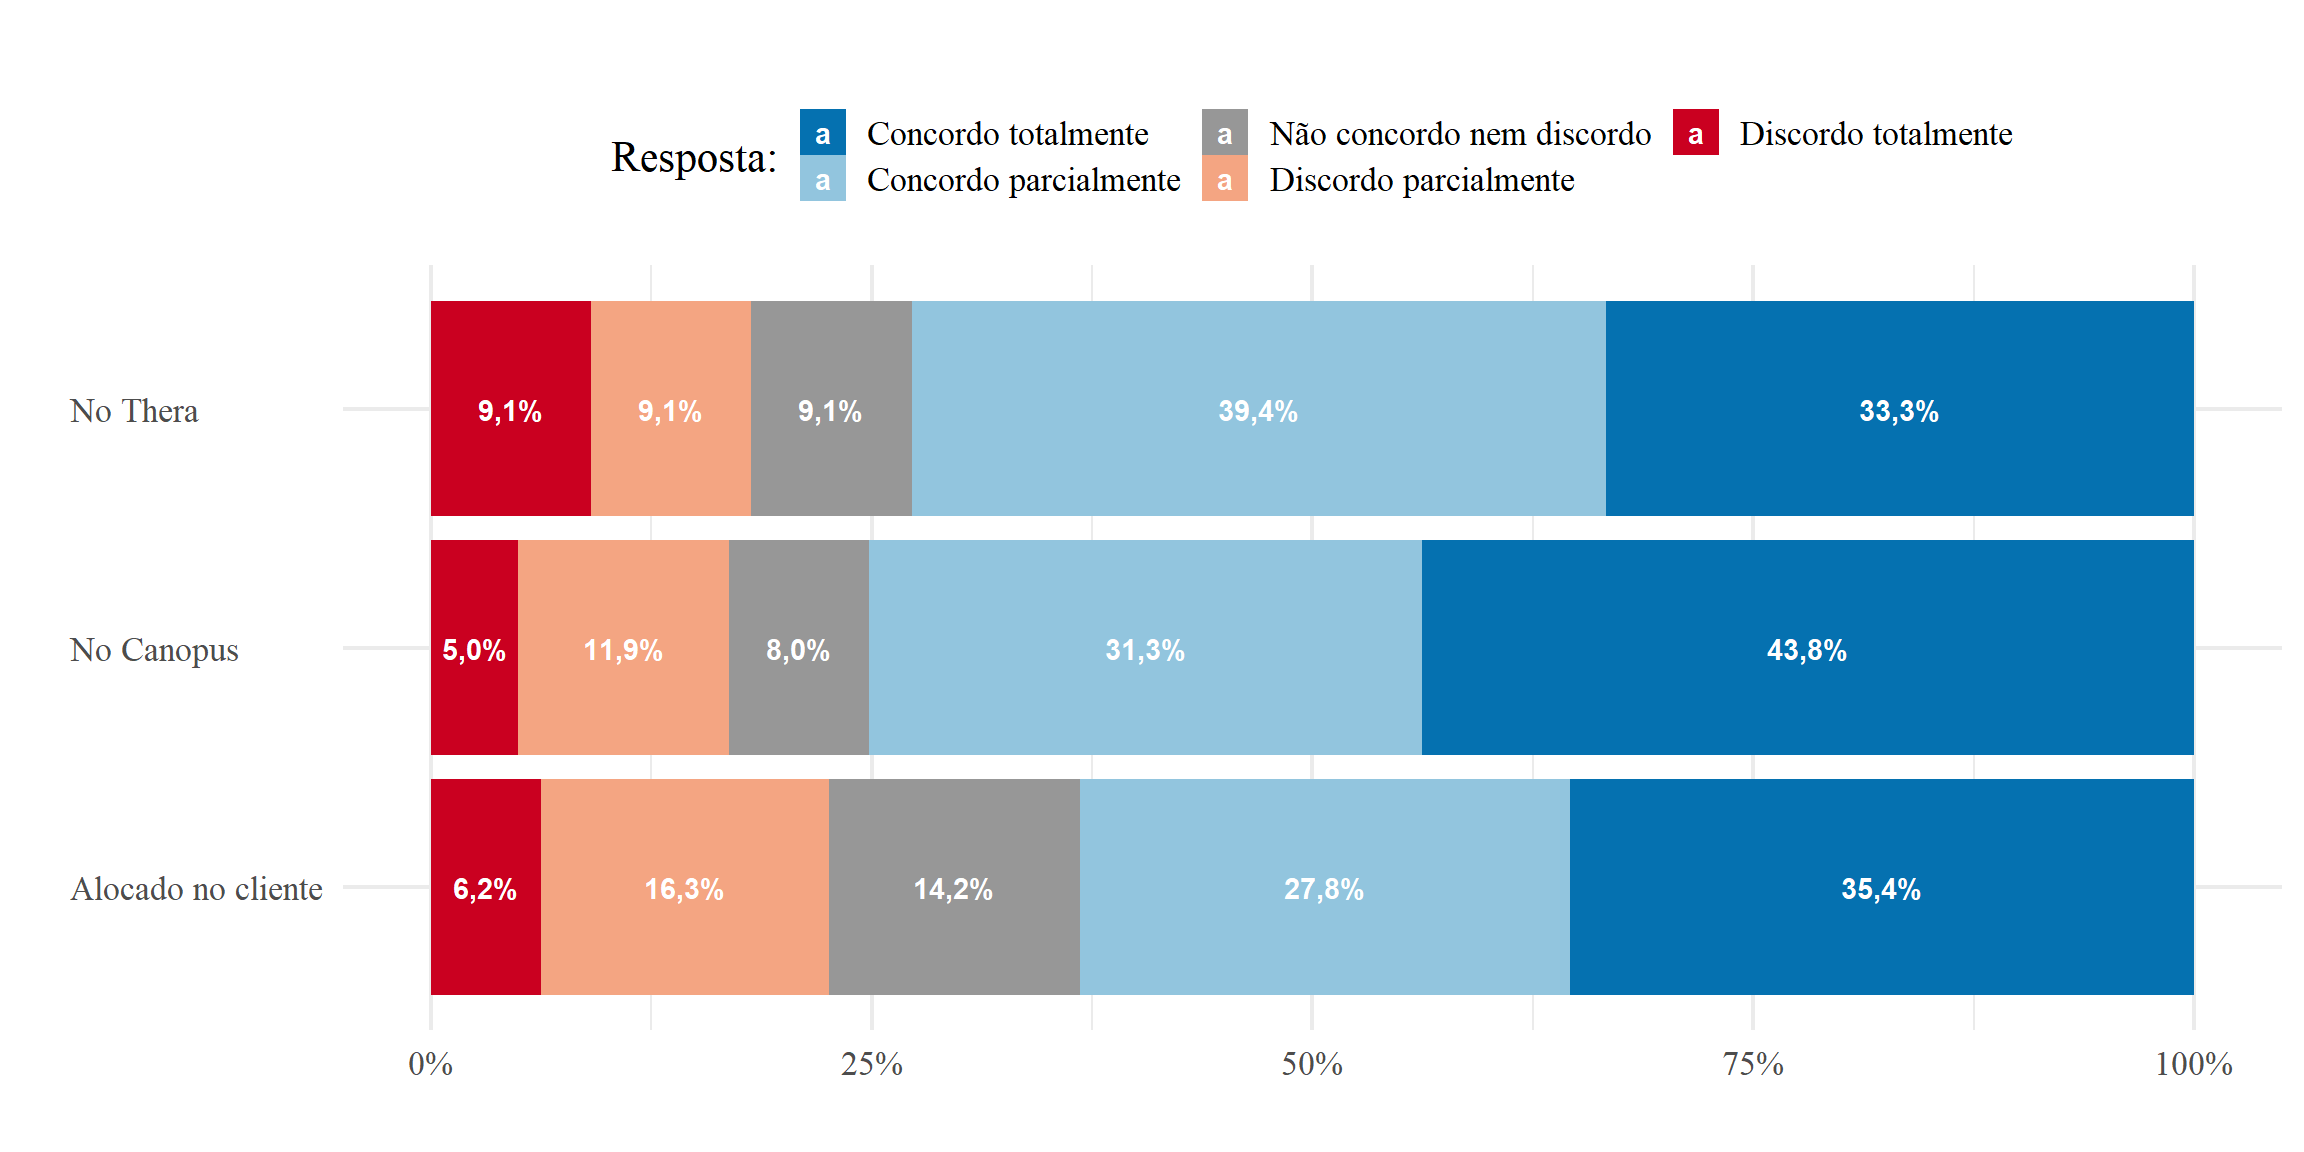 Resposta:
a Concordo totalmente
a Não concordo nem discordo
a Discordo totalmente
a Concordo parcialmente
a Discordo parcialmente
No Thera
9,1% 9,1% 9,1% 39,4% 33,3%
No Canopus
5,0% 11,9% 8,0% 31,3% 43,8%
Alocado no cliente
6,2% 16,3% 14,2% 27,8% 35,4%
0% 25% 50% 75% 100%